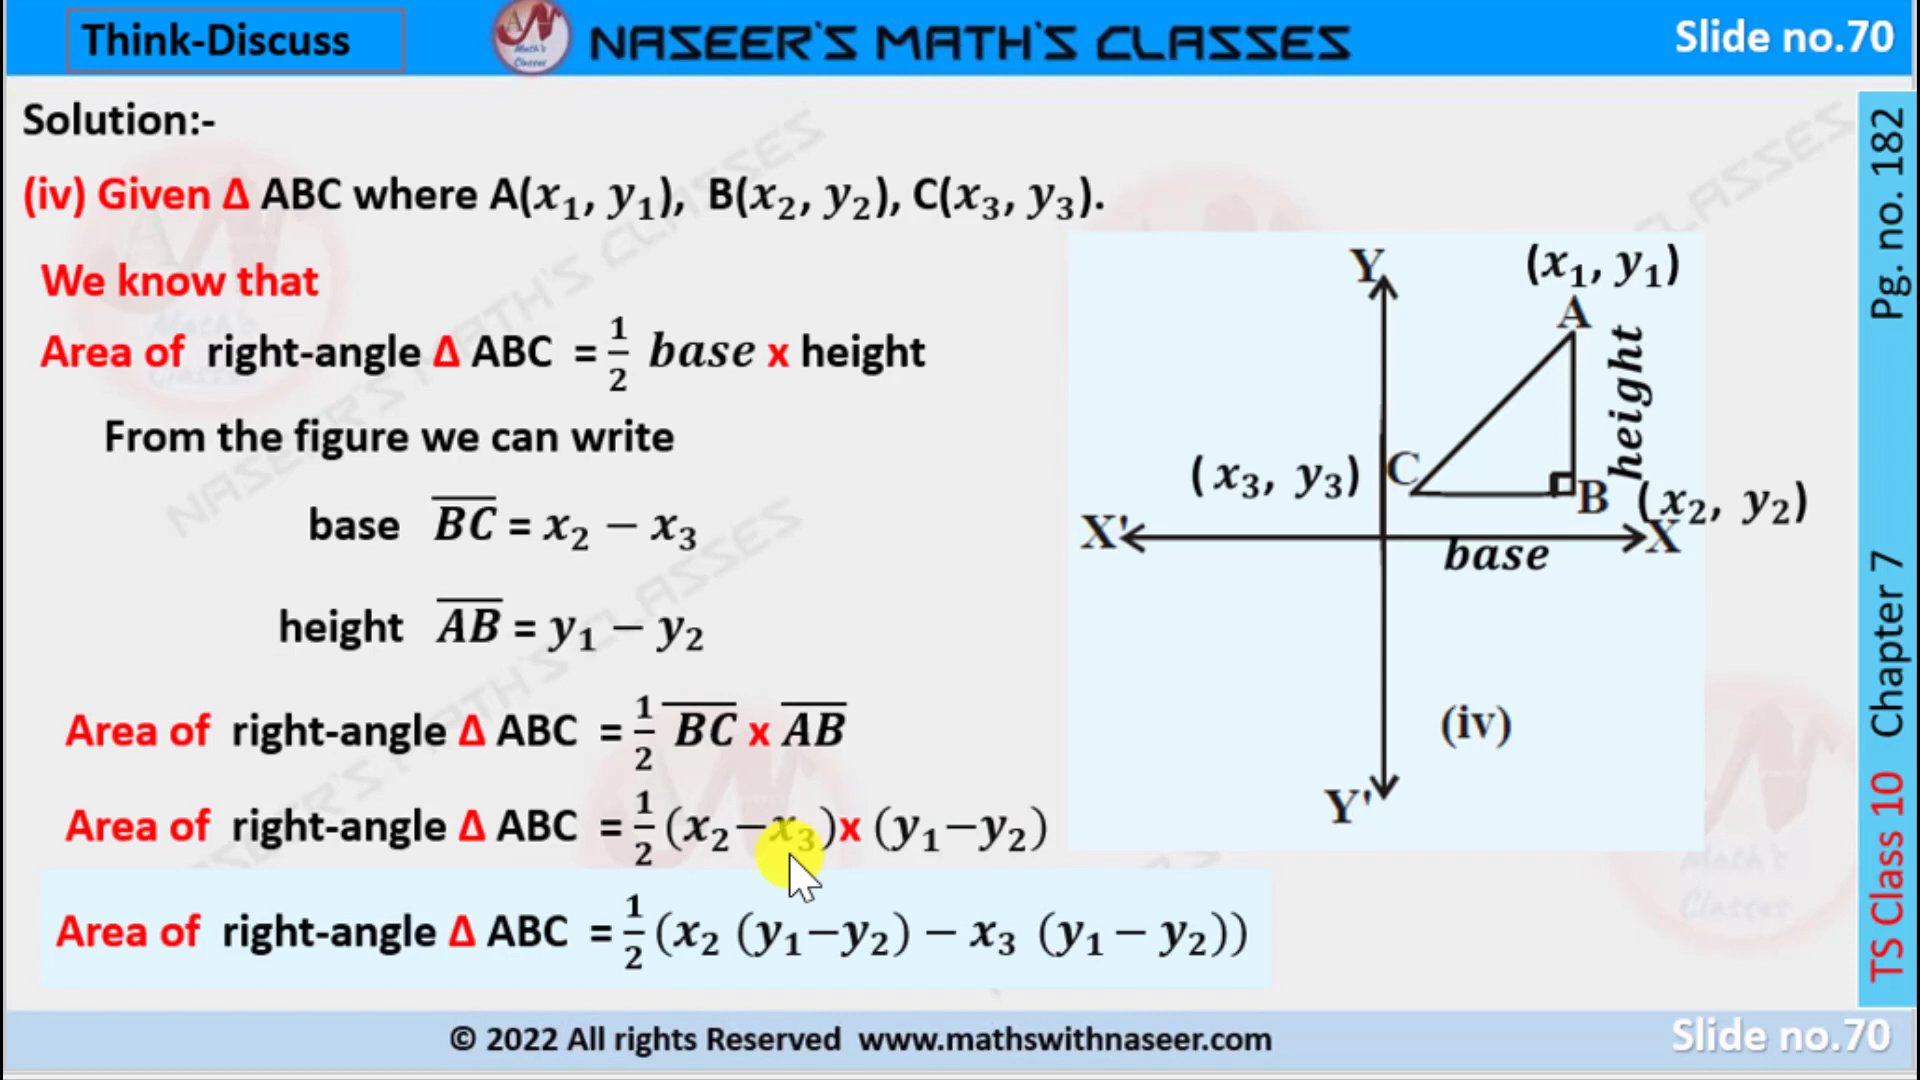 Think-Discuss
NASEER'S MATH'S CLASSES
Slide no.70
Solution:-
(iv) Given Δ ABC where A(x₁, y₁), B(x₂, y₂), C(x₃, y₃).
We know that
Area of right-angle Δ ABC = 1/2 base x height
From the figure we can write
base B̅C̅ = x₂ − x₃
height A̅B̅ = y₁ − y₂
Area of right-angle Δ ABC = 1/2 B̅C̅ x A̅B̅
Area of right-angle Δ ABC = 1/2 (x₂−x₃)x (y₁−y₂)
Area of right-angle Δ ABC = 1/2 (x₂ (y₁−y₂) − x₃ (y₁ − y₂))
Y
(x₁, y₁)
A
height
(x₃, y₃) C
B (x₂, y₂)
X'
X
base
(iv)
Y'
Pg. no. 182
Chapter 7
TS Class 10
© 2022 All rights Reserved www.mathswithnaseer.com
Slide no.70
NASEER'S MATH'S CLASSES
Math's
Classes